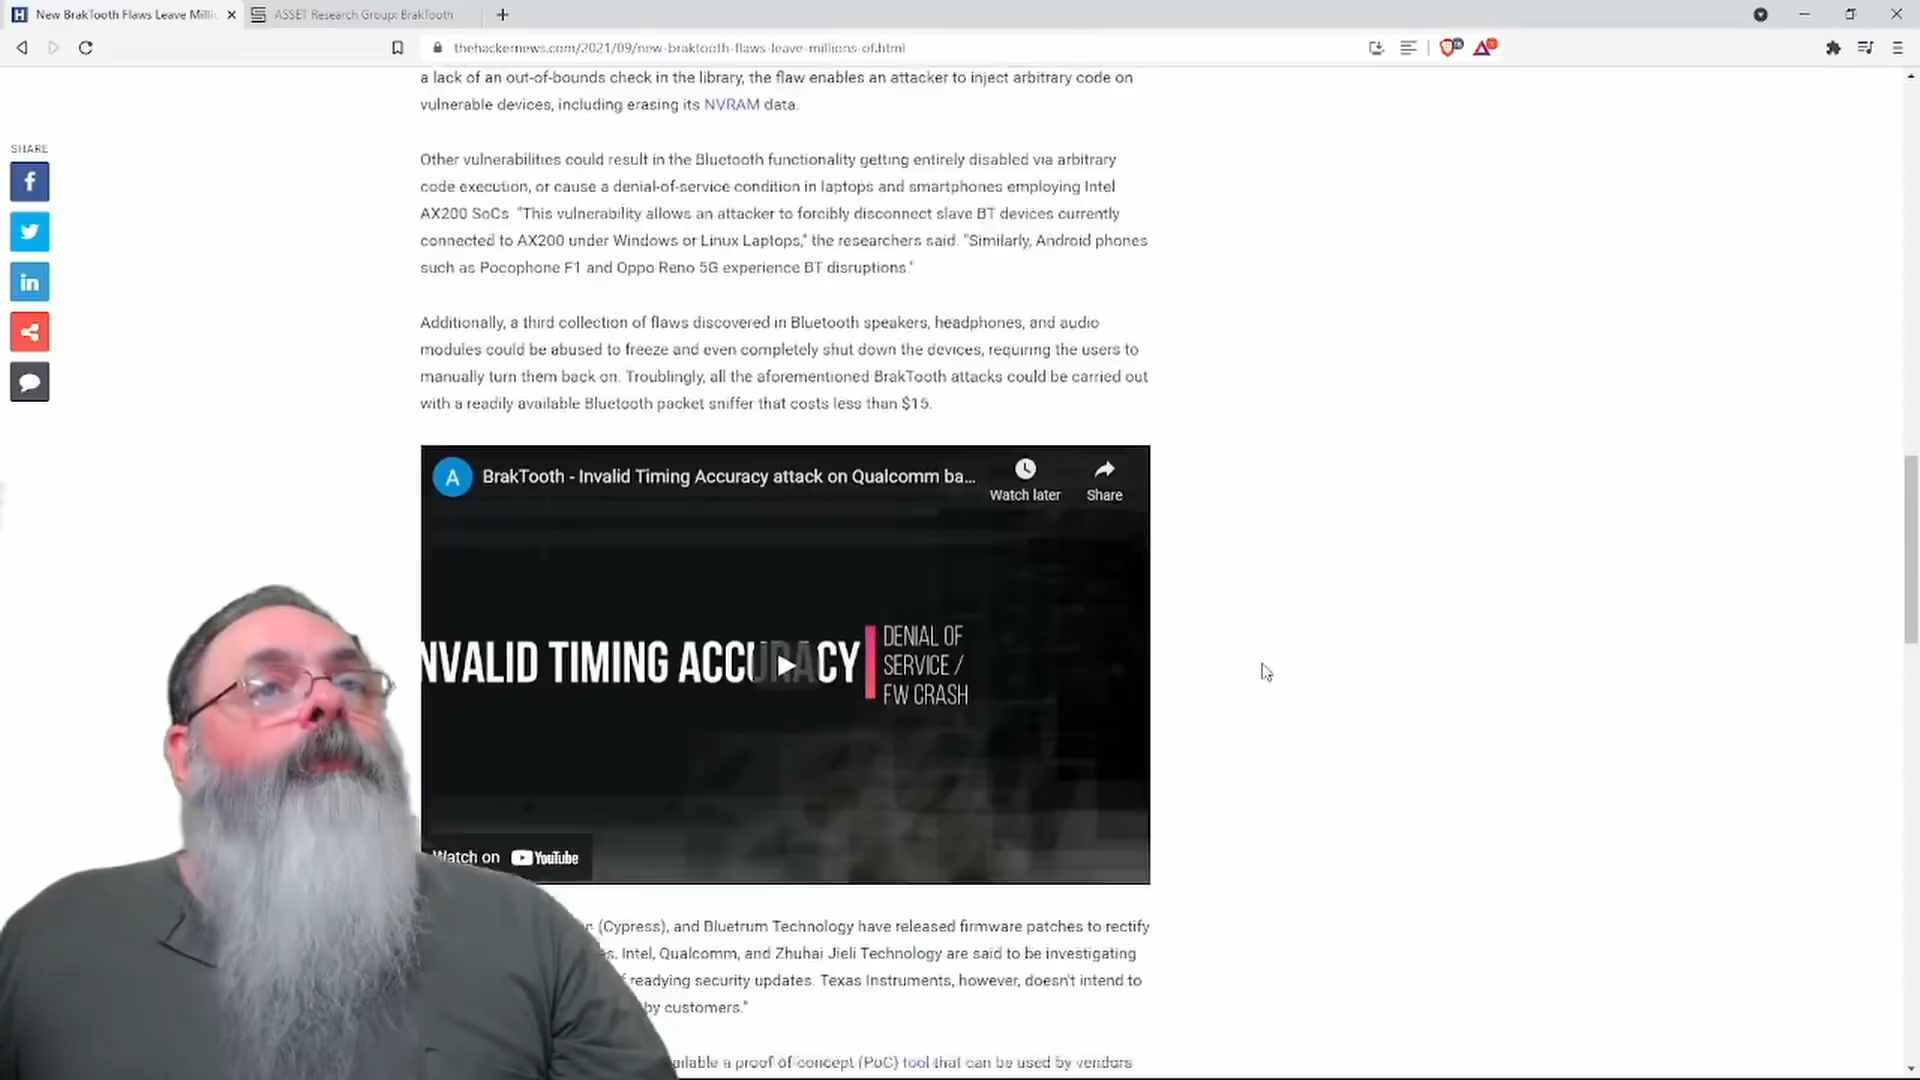 New BrakTooth Flaws Leave Milli
ASSET Research Group: BrakTooth
thehackernews.com/2021/09/new-braktooth-flaws-leave-millions-of.html
a lack of an out-of-bounds check in the library, the flaw enables an attacker to inject arbitrary code on
vulnerable devices, including erasing its NVRAM data.
SHARE
Other vulnerabilities could result in the Bluetooth functionality getting entirely disabled via arbitrary
code execution, or cause a denial-of-service condition in laptops and smartphones employing Intel
AX200 SoCs. "This vulnerability allows an attacker to forcibly disconnect slave BT devices currently
connected to AX200 under Windows or Linux Laptops," the researchers said. "Similarly, Android phones
such as Pocophone F1 and Oppo Reno 5G experience BT disruptions."
Additionally, a third collection of flaws discovered in Bluetooth speakers, headphones, and audio
modules could be abused to freeze and even completely shut down the devices, requiring the users to
manually turn them back on. Troublingly, all the aforementioned BrakTooth attacks could be carried out
with a readily available Bluetooth packet sniffer that costs less than $15.
A
BrakTooth - Invalid Timing Accuracy attack on Qualcomm ba...
Watch later
Share
NVALID TIMING ACCURACY
DENIAL OF
SERVICE /
FW CRASH
Watch on YouTube
(Cypress), and Bluetrum Technology have released firmware patches to rectify
s, Intel, Qualcomm, and Zhuhai Jieli Technology are said to be investigating
readying security updates. Texas Instruments, however, doesn't intend to
by customers."
ailable a proof of concept (PoC) tool that can be used by vendors